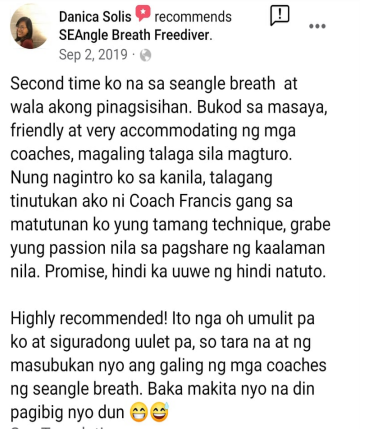 Danica Solis recommends
SEAngle Breath Freediver.
Sep 2, 2019 ·
Second time ko na sa seangle breath at
wala akong pinagsisihan. Bukod sa masaya,
friendly at very accommodating ng mga
coaches, magaling talaga sila magturo.
Nung nagintro ko sa kanila, talagang
tinutukan ako ni Coach Francis gang sa
matutunan ko yung tamang technique, grabe
yung passion nila sa pagshare ng kaalaman
nila. Promise, hindi ka uuwe ng hindi natuto.
Highly recommended! Ito nga oh umulit pa
ko at siguradong uulet pa, so tara na at ng
masubukan nyo ang galing ng mga coaches
ng seangle breath. Baka makita nyo na din
pagibig nyo dun 😁😅